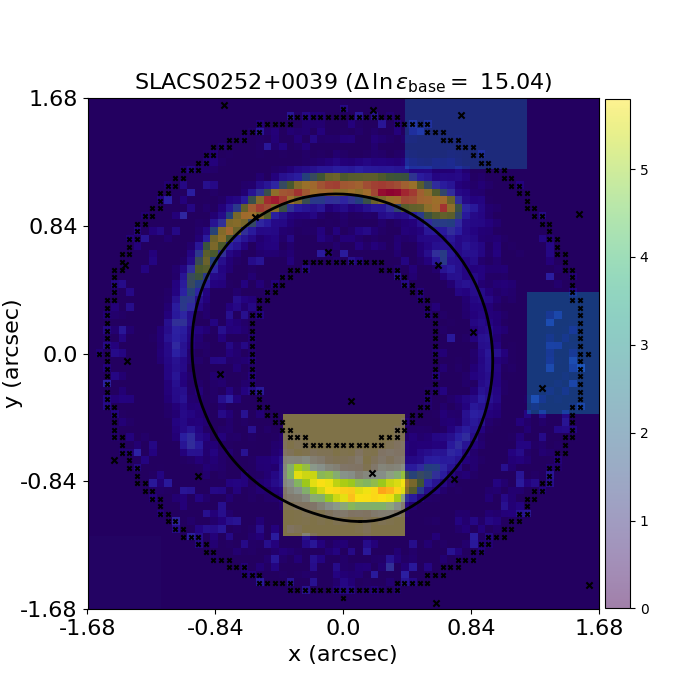 SLACS0252+0039 (Δ ln ε_base = 15.04)
1.68
0.84
0.0
-0.84
-1.68
y (arcsec)
-1.68 -0.84 0.0 0.84 1.68
x (arcsec)
5
4
3
2
1
0